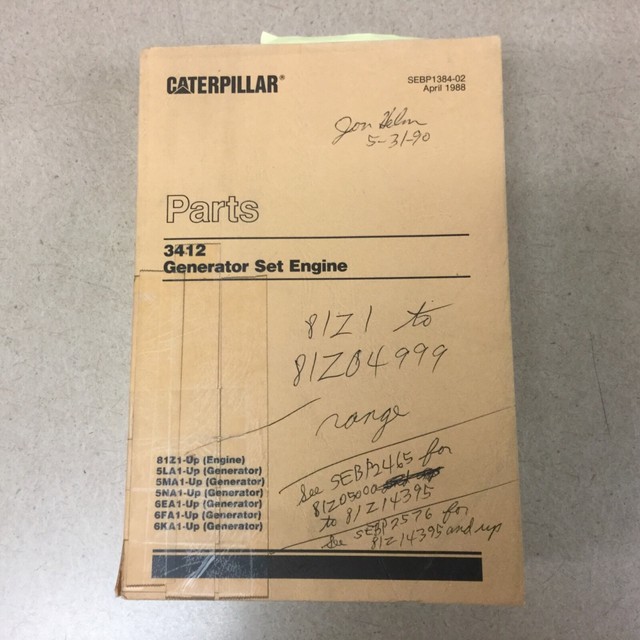 CATERPILLAR®
SEBP1384-02
April 1988
Jon Helm
5-31-90
Parts
3412
Generator Set Engine
81Z1 to
81Z04999
range
81Z1-Up (Engine)
5LA1-Up (Generator)
5MA1-Up (Generator)
5NA1-Up (Generator)
6EA1-Up (Generator)
6FA1-Up (Generator)
6KA1-Up (Generator)
See SEBP2465 for
81Z05000
to 81Z14395
See SEBP7576 for
81Z14395 and up